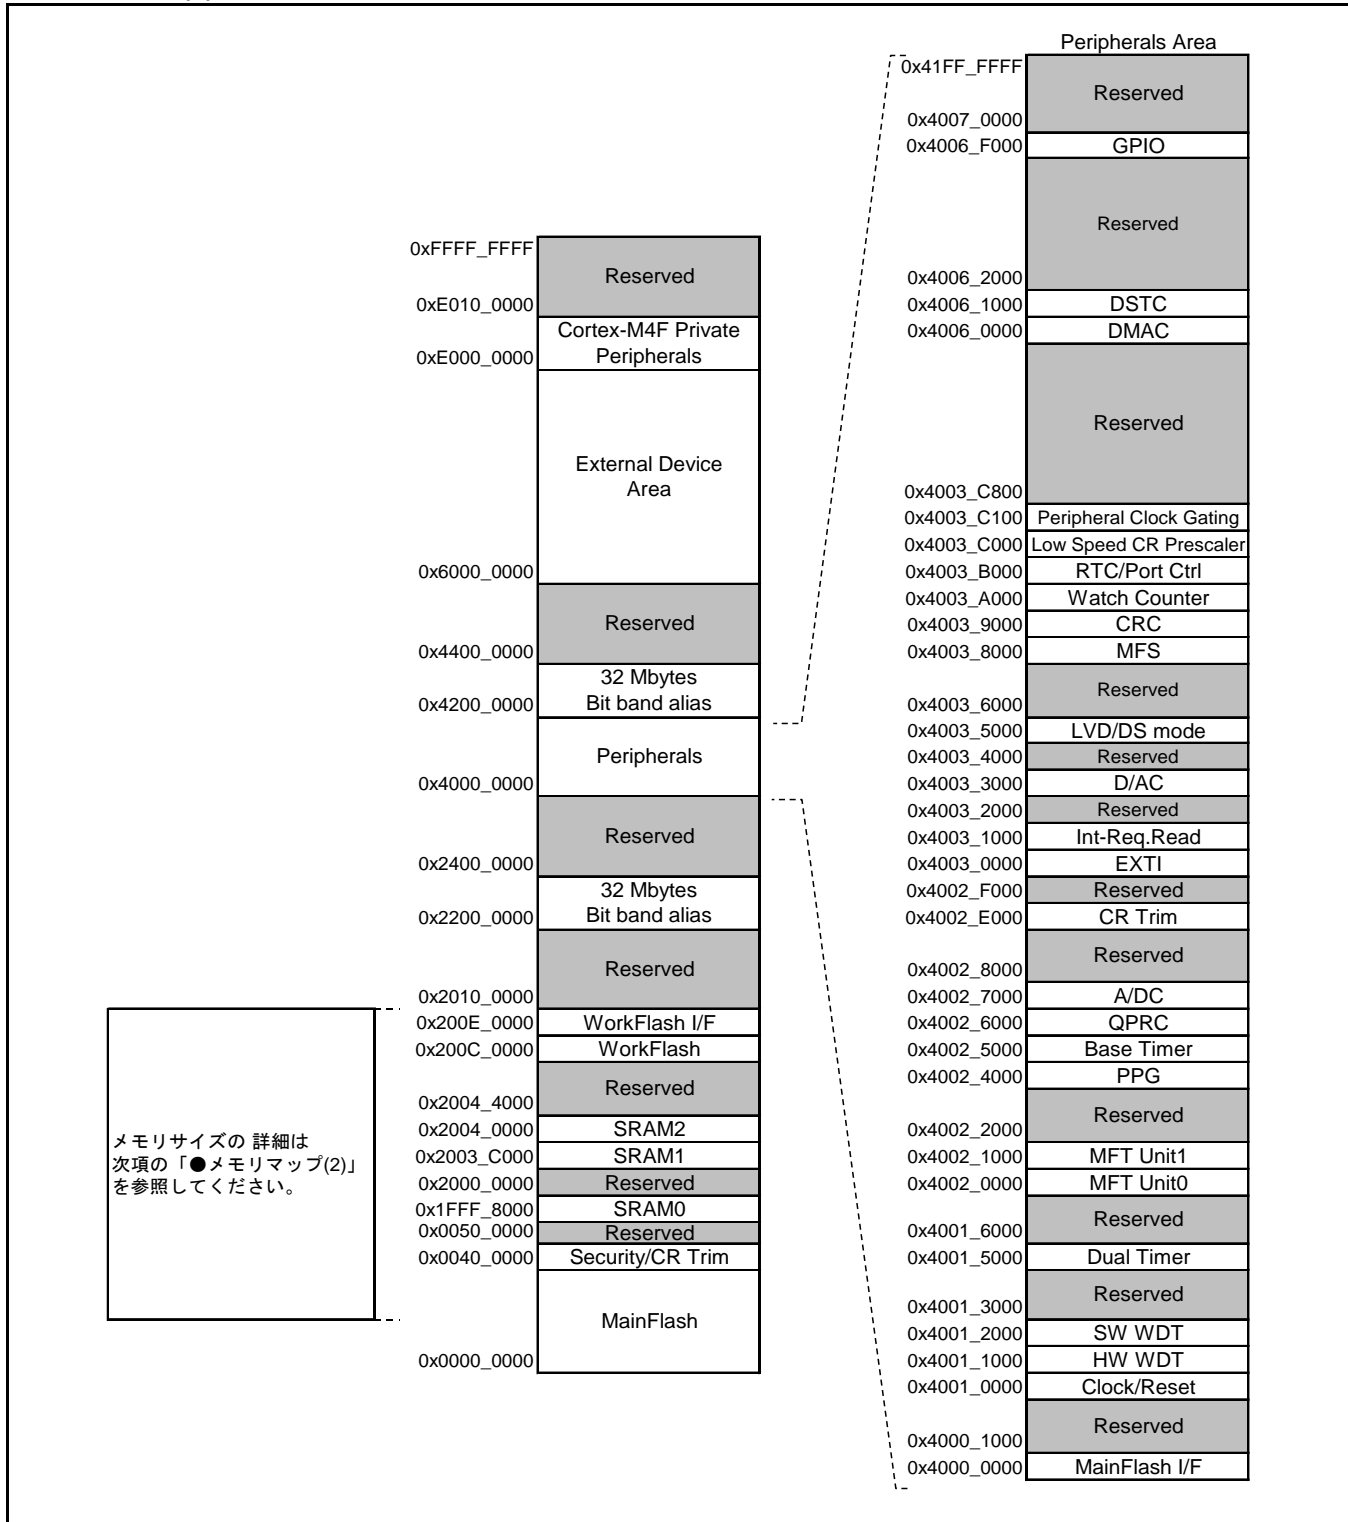 0xFFFF_FFFF
Reserved
0xE010_0000
Cortex-M4F Private
Peripherals
0xE000_0000
External Device
Area
0x6000_0000
Reserved
0x4400_0000
32 Mbytes
Bit band alias
0x4200_0000
Peripherals
0x4000_0000
Reserved
0x2400_0000
32 Mbytes
Bit band alias
0x2200_0000
Reserved
0x2010_0000
0x200E_0000 WorkFlash I/F
0x200C_0000 WorkFlash
Reserved
0x2004_4000
0x2004_0000 SRAM2
0x2003_C000 SRAM1
0x2000_0000 Reserved
0x1FFF_8000 SRAM0
0x0050_0000 Reserved
0x0040_0000 Security/CR Trim
MainFlash
0x0000_0000
メモリサイズの 詳細は
次項の「●メモリマップ(2)」
を参照してください。
Peripherals Area
0x41FF_FFFF
Reserved
0x4007_0000
0x4006_F000 GPIO
Reserved
0x4006_2000
0x4006_1000 DSTC
0x4006_0000 DMAC
Reserved
0x4003_C800
0x4003_C100 Peripheral Clock Gating
0x4003_C000 Low Speed CR Prescaler
0x4003_B000 RTC/Port Ctrl
0x4003_A000 Watch Counter
0x4003_9000 CRC
0x4003_8000 MFS
Reserved
0x4003_6000
0x4003_5000 LVD/DS mode
0x4003_4000 Reserved
0x4003_3000 D/AC
0x4003_2000 Reserved
0x4003_1000 Int-Req.Read
0x4003_0000 EXTI
0x4002_F000 Reserved
0x4002_E000 CR Trim
Reserved
0x4002_8000
0x4002_7000 A/DC
0x4002_6000 QPRC
0x4002_5000 Base Timer
0x4002_4000 PPG
Reserved
0x4002_2000
0x4002_1000 MFT Unit1
0x4002_0000 MFT Unit0
Reserved
0x4001_6000
0x4001_5000 Dual Timer
Reserved
0x4001_3000
0x4001_2000 SW WDT
0x4001_1000 HW WDT
0x4001_0000 Clock/Reset
Reserved
0x4000_1000
0x4000_0000 MainFlash I/F